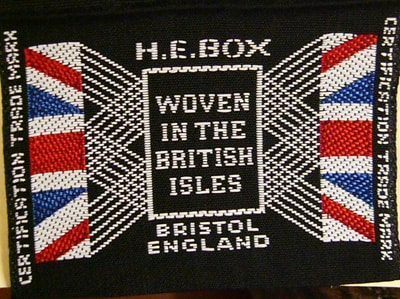 H.E.BOX
CERTIFICATION TRADE MARK
WOVEN
IN THE
BRITISH
ISLES
CERTIFICATION TRADE MARK
BRISTOL
ENGLAND